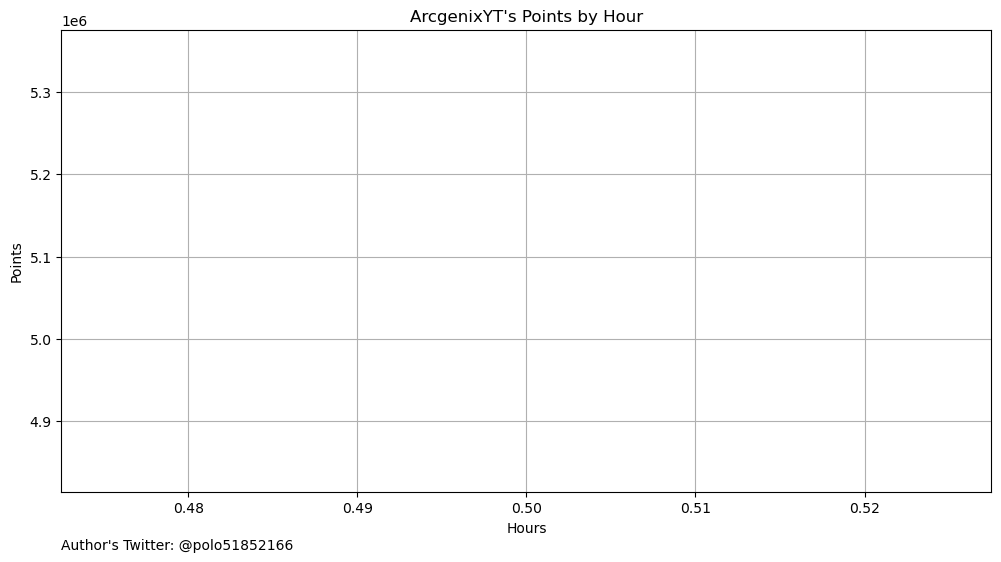 ArcgenixYT's Points by Hour
1e6
5.3
5.2
5.1
5.0
4.9
Points
0.48 0.49 0.50 0.51 0.52
Hours
Author's Twitter: @polo51852166